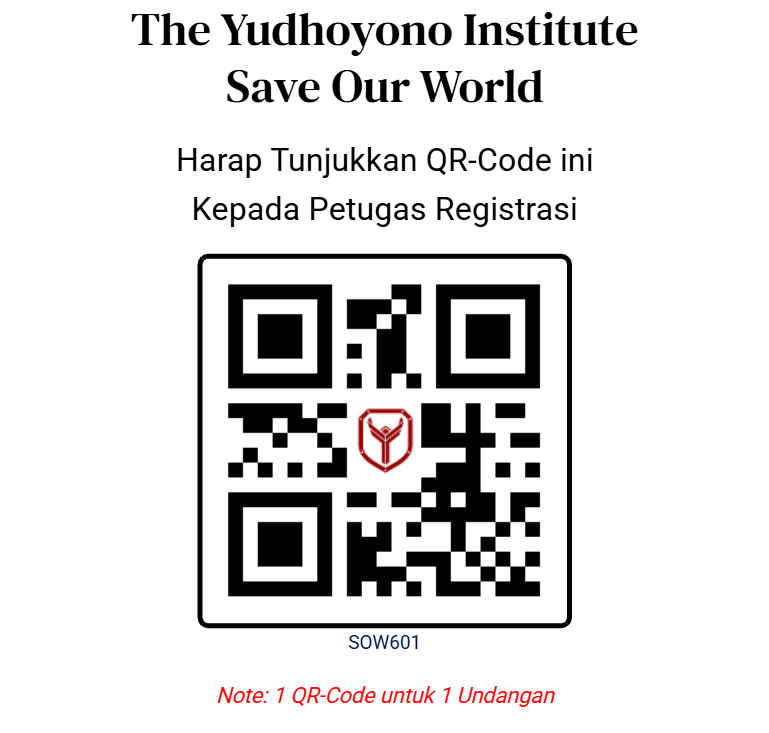 The Yudhoyono Institute
Save Our World
Harap Tunjukkan QR-Code ini
Kepada Petugas Registrasi
SOW601
Note: 1 QR-Code untuk 1 Undangan